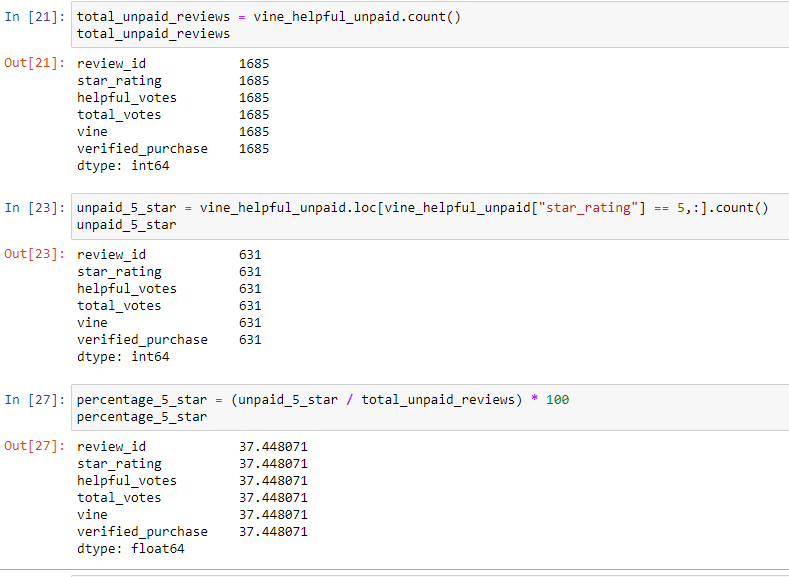 In [21]: total_unpaid_reviews = vine_helpful_unpaid.count()
total_unpaid_reviews
Out[21]: review_id 1685
star_rating 1685
helpful_votes 1685
total_votes 1685
vine 1685
verified_purchase 1685
dtype: int64
In [23]: unpaid_5_star = vine_helpful_unpaid.loc[vine_helpful_unpaid["star_rating"] == 5,:].count()
unpaid_5_star
Out[23]: review_id 631
star_rating 631
helpful_votes 631
total_votes 631
vine 631
verified_purchase 631
dtype: int64
In [27]: percentage_5_star = (unpaid_5_star / total_unpaid_reviews) * 100
percentage_5_star
Out[27]: review_id 37.448071
star_rating 37.448071
helpful_votes 37.448071
total_votes 37.448071
vine 37.448071
verified_purchase 37.448071
dtype: float64